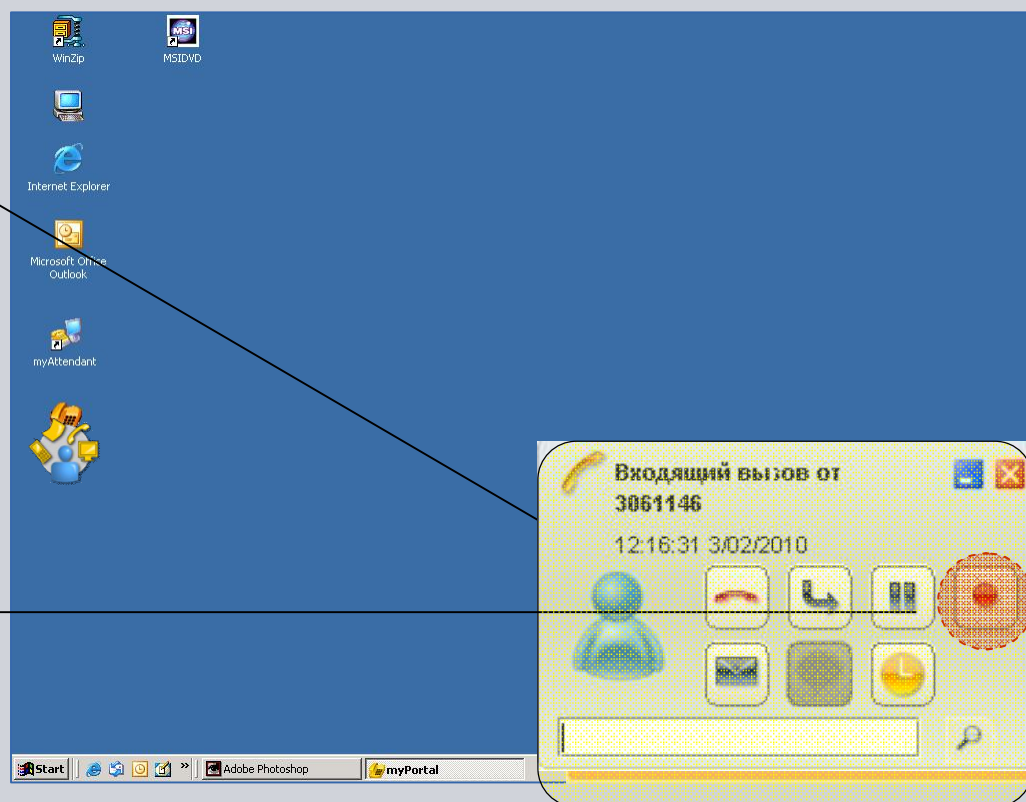 WinZip
MSI
MSIDVD
Internet Explorer
Microsoft Office
Outlook
myAttendant
Входящий вызов от
3061146
12:16:31 3/02/2010
Start
»
Adobe Photoshop
myPortal